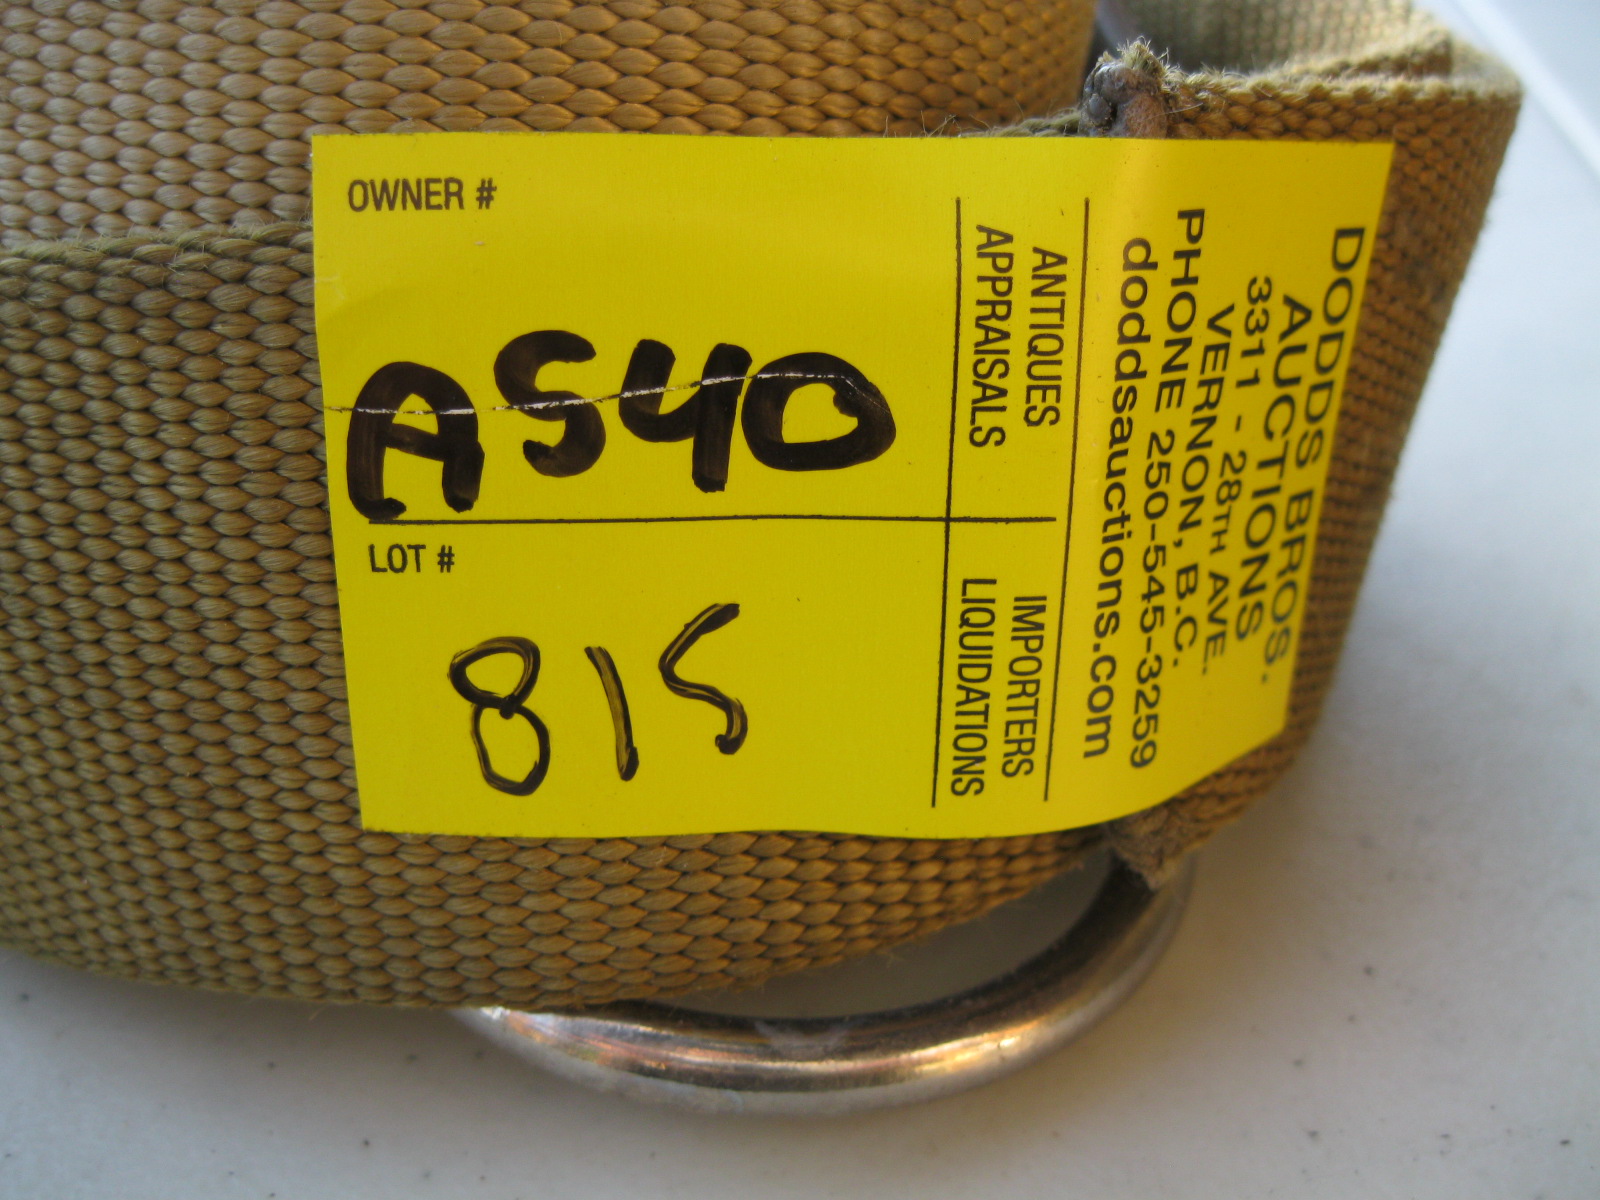 OWNER #
A540
LOT #
815
ANTIQUES
APPRAISALS
IMPORTERS
LIQUIDATIONS
DODDS BROS.
AUCTIONS
3311 - 28TH AVE.
VERNON, B.C.
PHONE 250-545-3259
doddsauctions.com